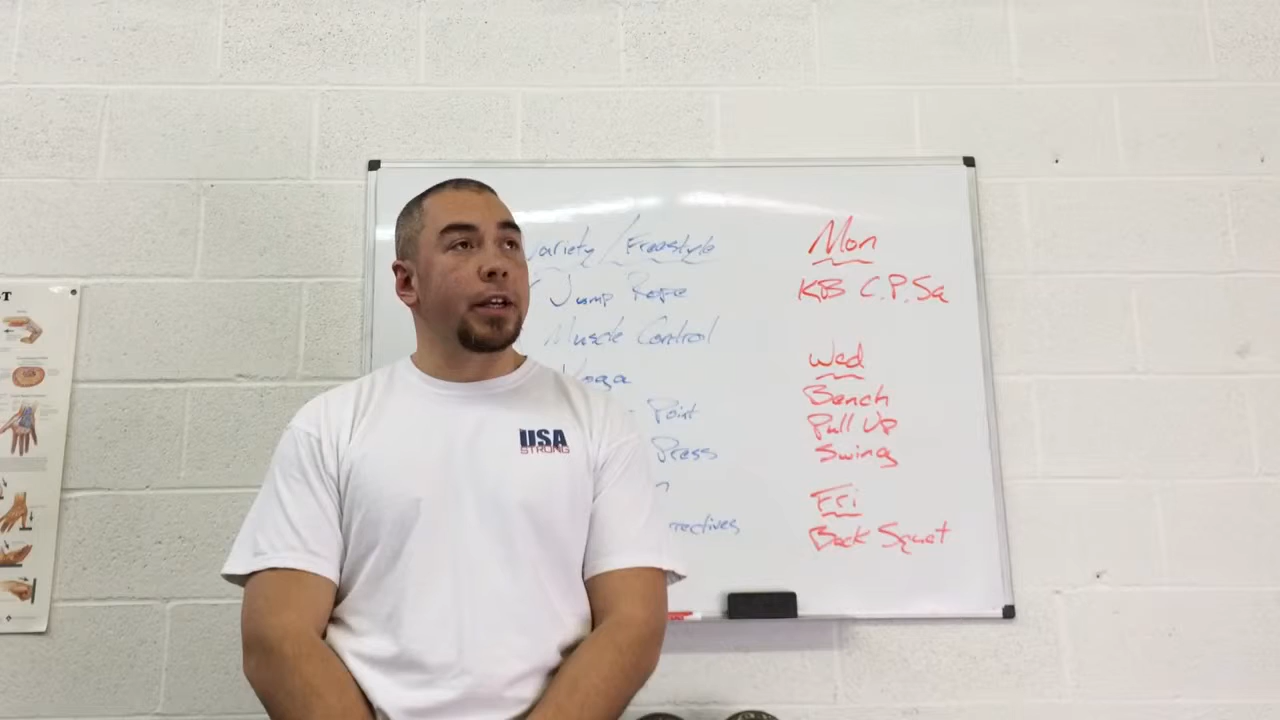 ariety / Freestyle
Jump Rope
Muscle Control
Yoga
Point
Press
n
rrectives
Mon
KB C.P.Sq
Wed
Bench
Pull Up
Swing
Fri
Back Squat
USA
STRONG
ST